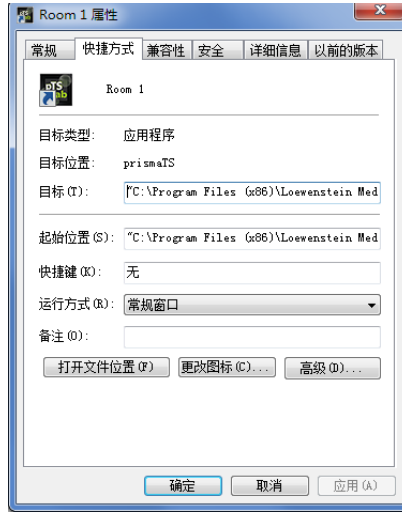 Room 1 属性
常规 快捷方式 兼容性 安全 详细信息 以前的版本
pTS
ab
Room 1
目标类型: 应用程序
目标位置: prismaTS
目标(T): "C:\Program Files (x86)\Loewenstein Med
起始位置(S): "C:\Program Files (x86)\Loewenstein Med
快捷键(K): 无
运行方式(R): 常规窗口
备注(O):
打开文件位置(F) 更改图标(C)... 高级(D)...
确定 取消 应用(A)